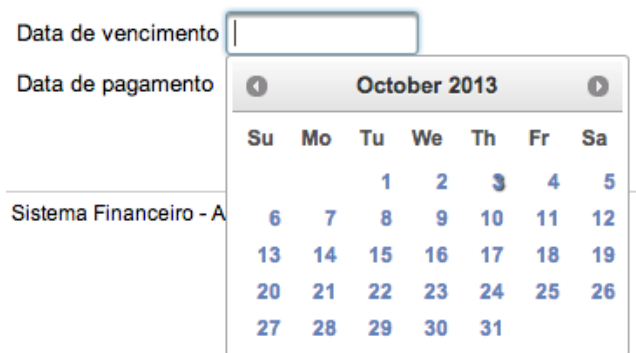 Data de vencimento
Data de pagamento
October 2013
Su Mo Tu We Th Fr Sa
1 2 3 4 5
6 7 8 9 10 11 12
13 14 15 16 17 18 19
20 21 22 23 24 25 26
27 28 29 30 31
Sistema Financeiro - A